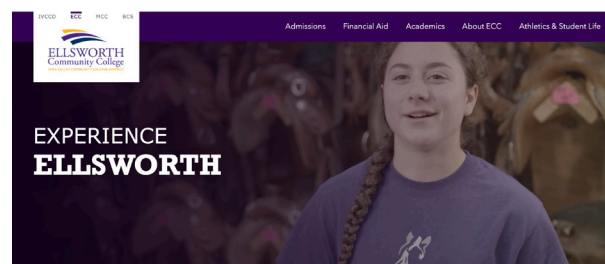 IVCCD ECC MCC BCS
Admissions Financial Aid Academics About ECC Athletics & Student Life
ELLSWORTH
Community College
EXPERIENCE
ELLSWORTH